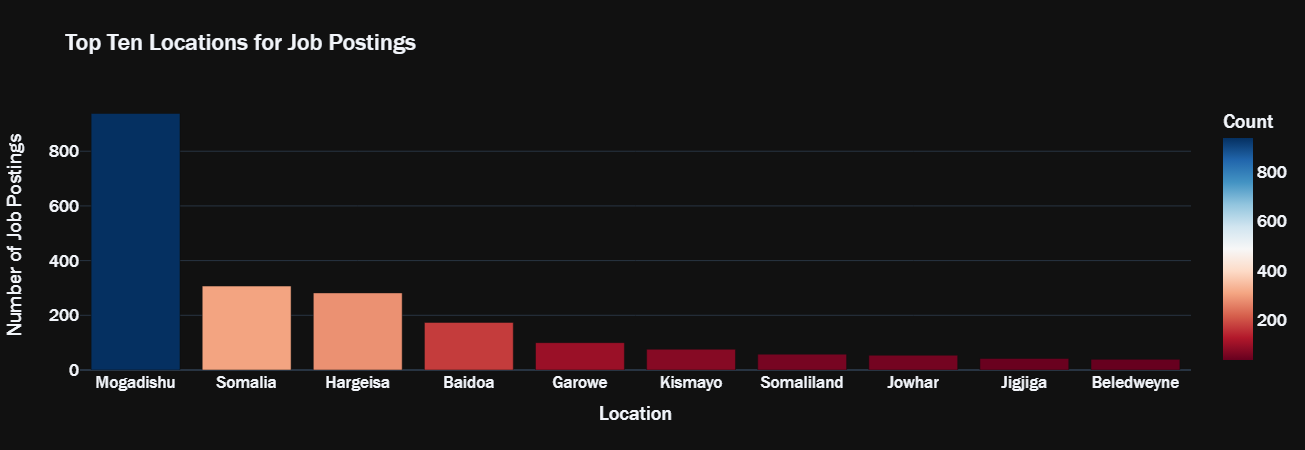 Top Ten Locations for Job Postings
Number of Job Postings
800
600
400
200
0
Mogadishu Somalia Hargeisa Baidoa Garowe Kismayo Somaliland Jowhar Jigjiga Beledweyne
Location
Count
800
600
400
200